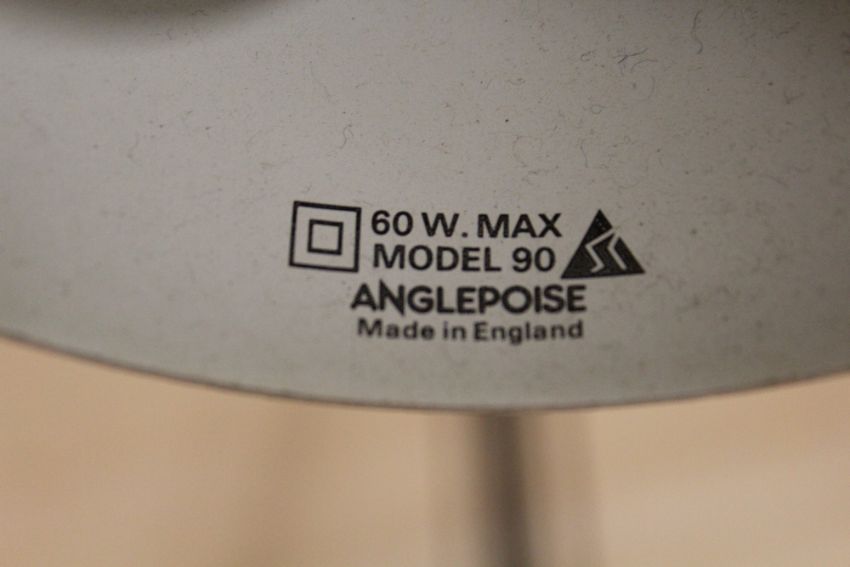 60 W. MAX
MODEL 90
ANGLEPOISE
Made in England